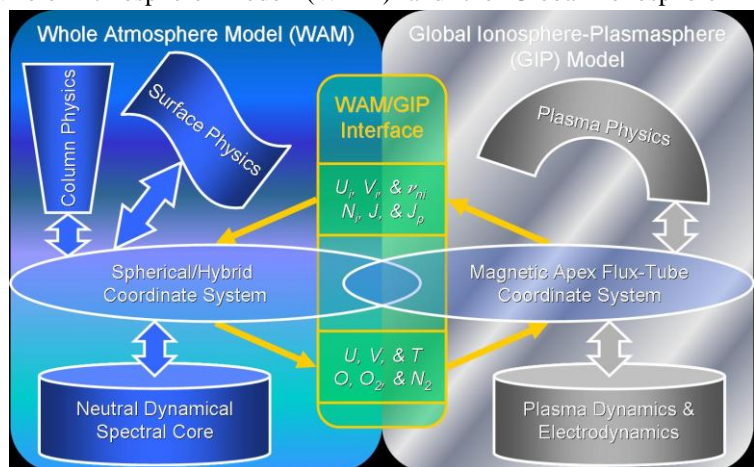 Whole Atmosphere Model (WAM)
Global Ionosphere-Plasmasphere
(GIP) Model
Column Physics
Surface Physics
WAM/GIP
Interface
Plasma Physics
Uᵢ, Vᵢ, & νₙᵢ
Nᵢ, J, & Jₚ
Spherical/Hybrid
Coordinate System
Magnetic Apex Flux-Tube
Coordinate System
U, V, & T
O, O₂, & N₂
Neutral Dynamical
Spectral Core
Plasma Dynamics &
Electrodynamics